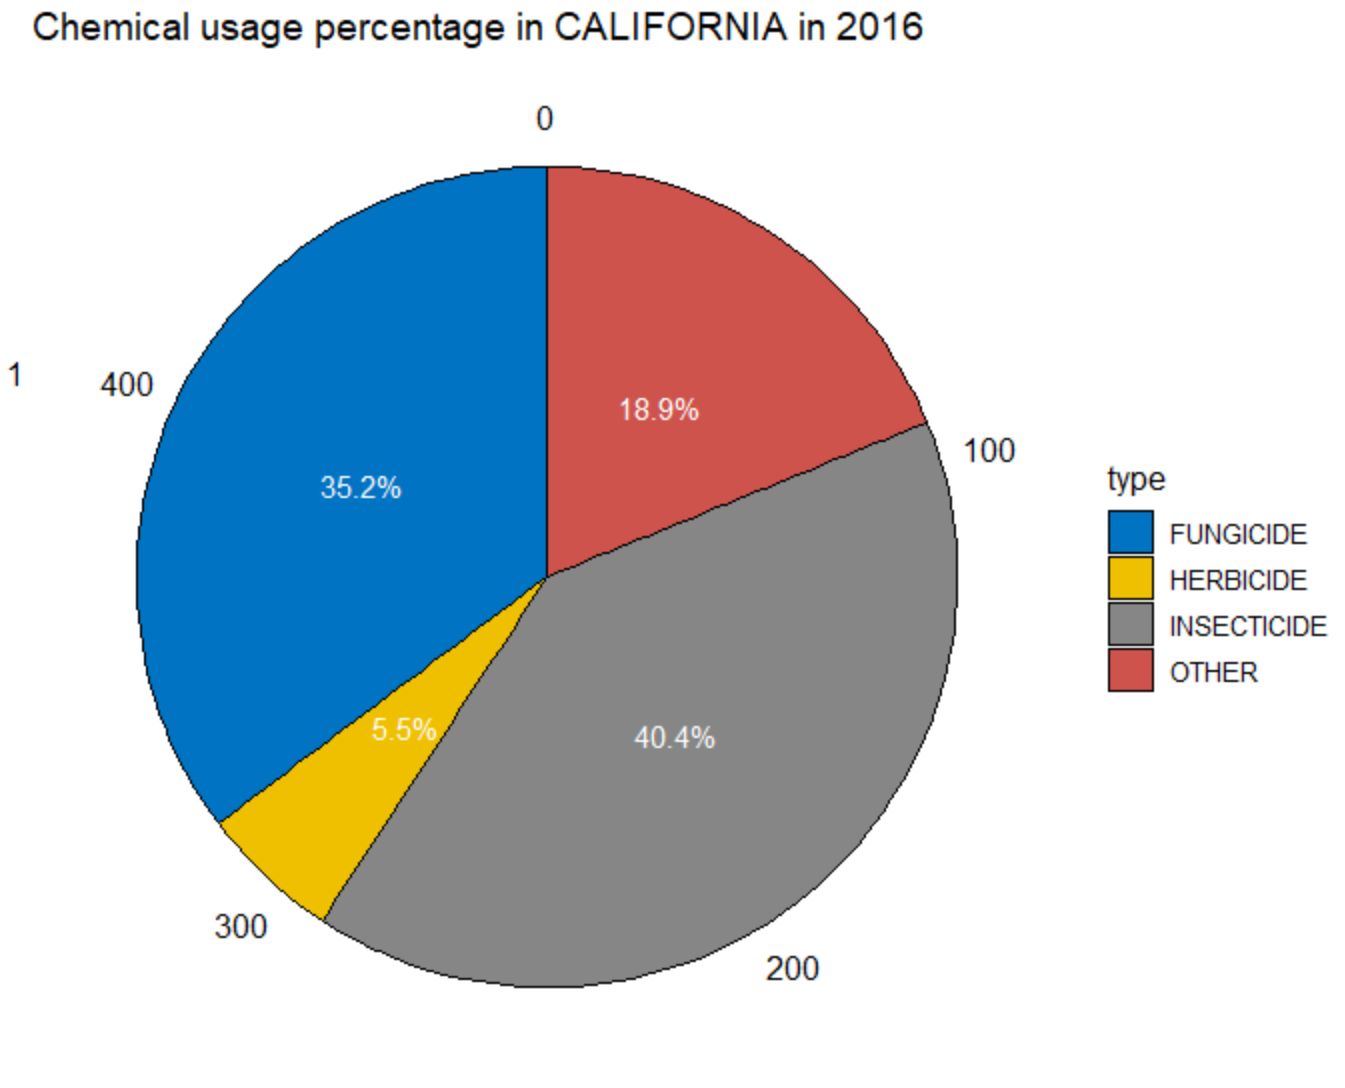 Chemical usage percentage in CALIFORNIA in 2016
0
1
400
18.9%
100
35.2%
type
FUNGICIDE
HERBICIDE
INSECTICIDE
OTHER
5.5%
40.4%
300
200